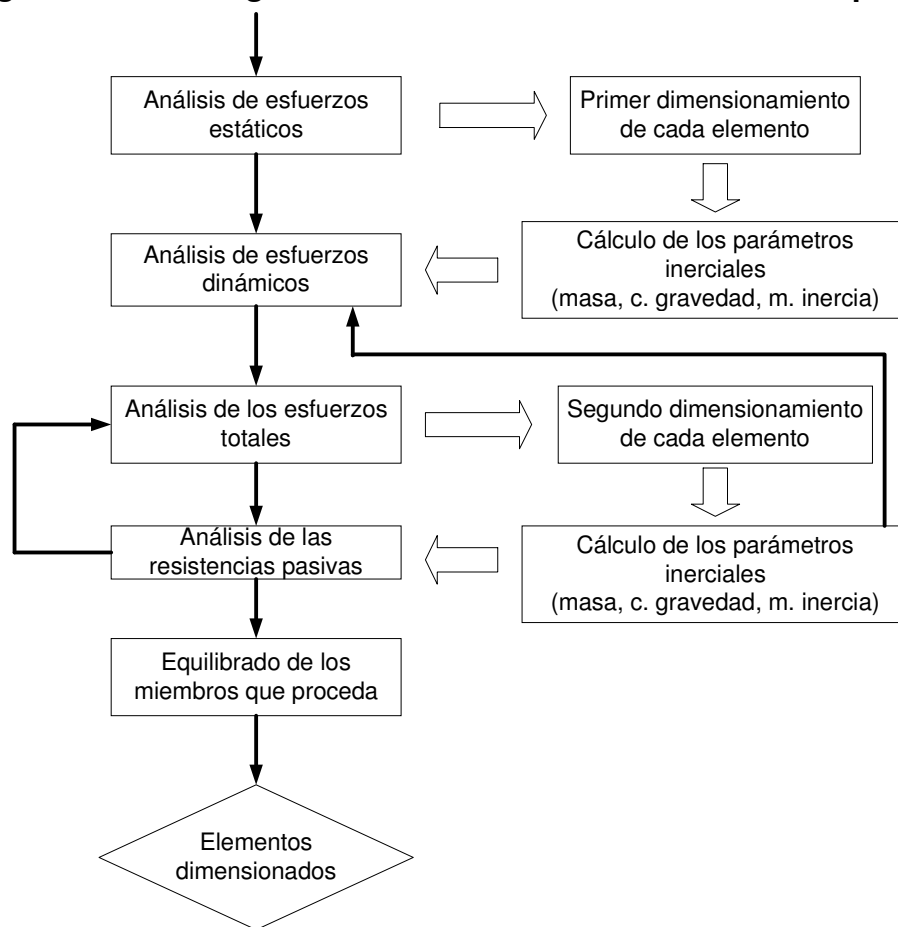 Análisis de esfuerzos
estáticos
Primer dimensionamiento
de cada elemento
Análisis de esfuerzos
dinámicos
Cálculo de los parámetros
inerciales
(masa, c. gravedad, m. inercia)
Análisis de los esfuerzos
totales
Segundo dimensionamiento
de cada elemento
Análisis de las
resistencias pasivas
Cálculo de los parámetros
inerciales
(masa, c. gravedad, m. inercia)
Equilibrado de los
miembros que proceda
Elementos
dimensionados